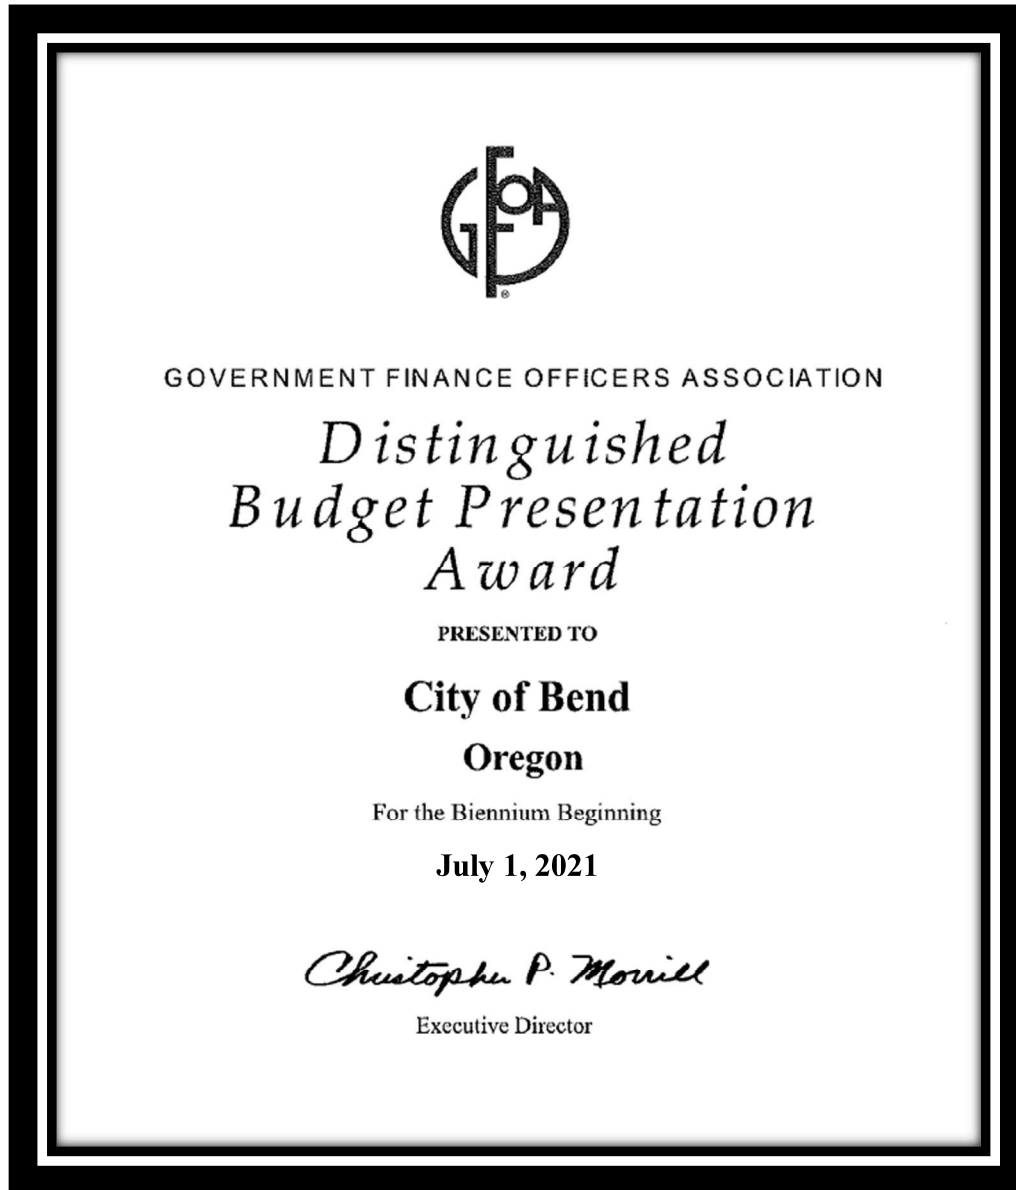 GFOA
®
GOVERNMENT FINANCE OFFICERS ASSOCIATION
Distinguished
Budget Presentation
Award
PRESENTED TO
City of Bend
Oregon
For the Biennium Beginning
July 1, 2021
Christopher P. Morrill
Executive Director